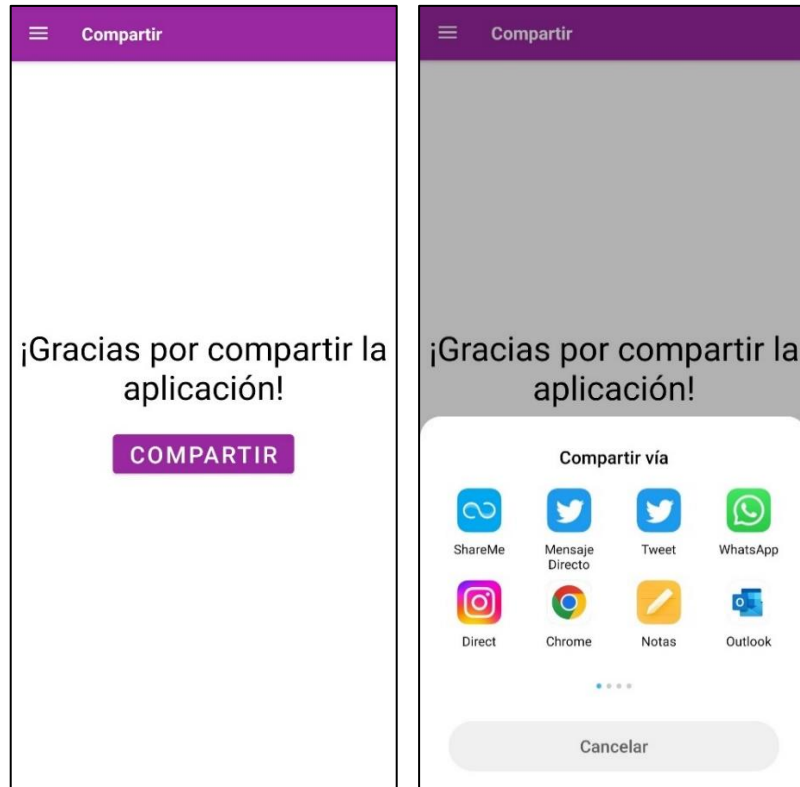 Compartir
¡Gracias por compartir la
aplicación!
COMPARTIR
Compartir
¡Gracias por compartir la
aplicación!
Compartir vía
ShareMe
Mensaje
Directo
Tweet
WhatsApp
Direct
Chrome
Notas
Outlook
Cancelar